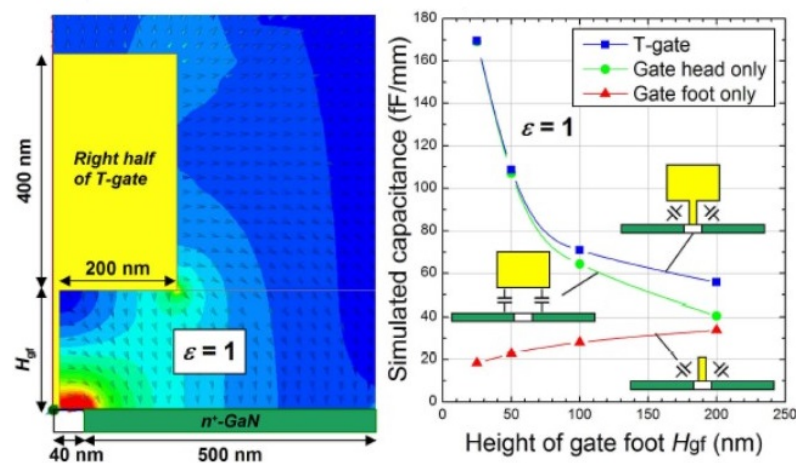 400 nm
Right half
of T-gate
200 nm
Hgf
ε = 1
n+-GaN
40 nm
500 nm
Simulated capacitance (fF/mm)
180
160
140
120
100
80
60
40
20
0
T-gate
Gate head only
Gate foot only
ε = 1
0 50 100 150 200 250
Height of gate foot Hgf (nm)